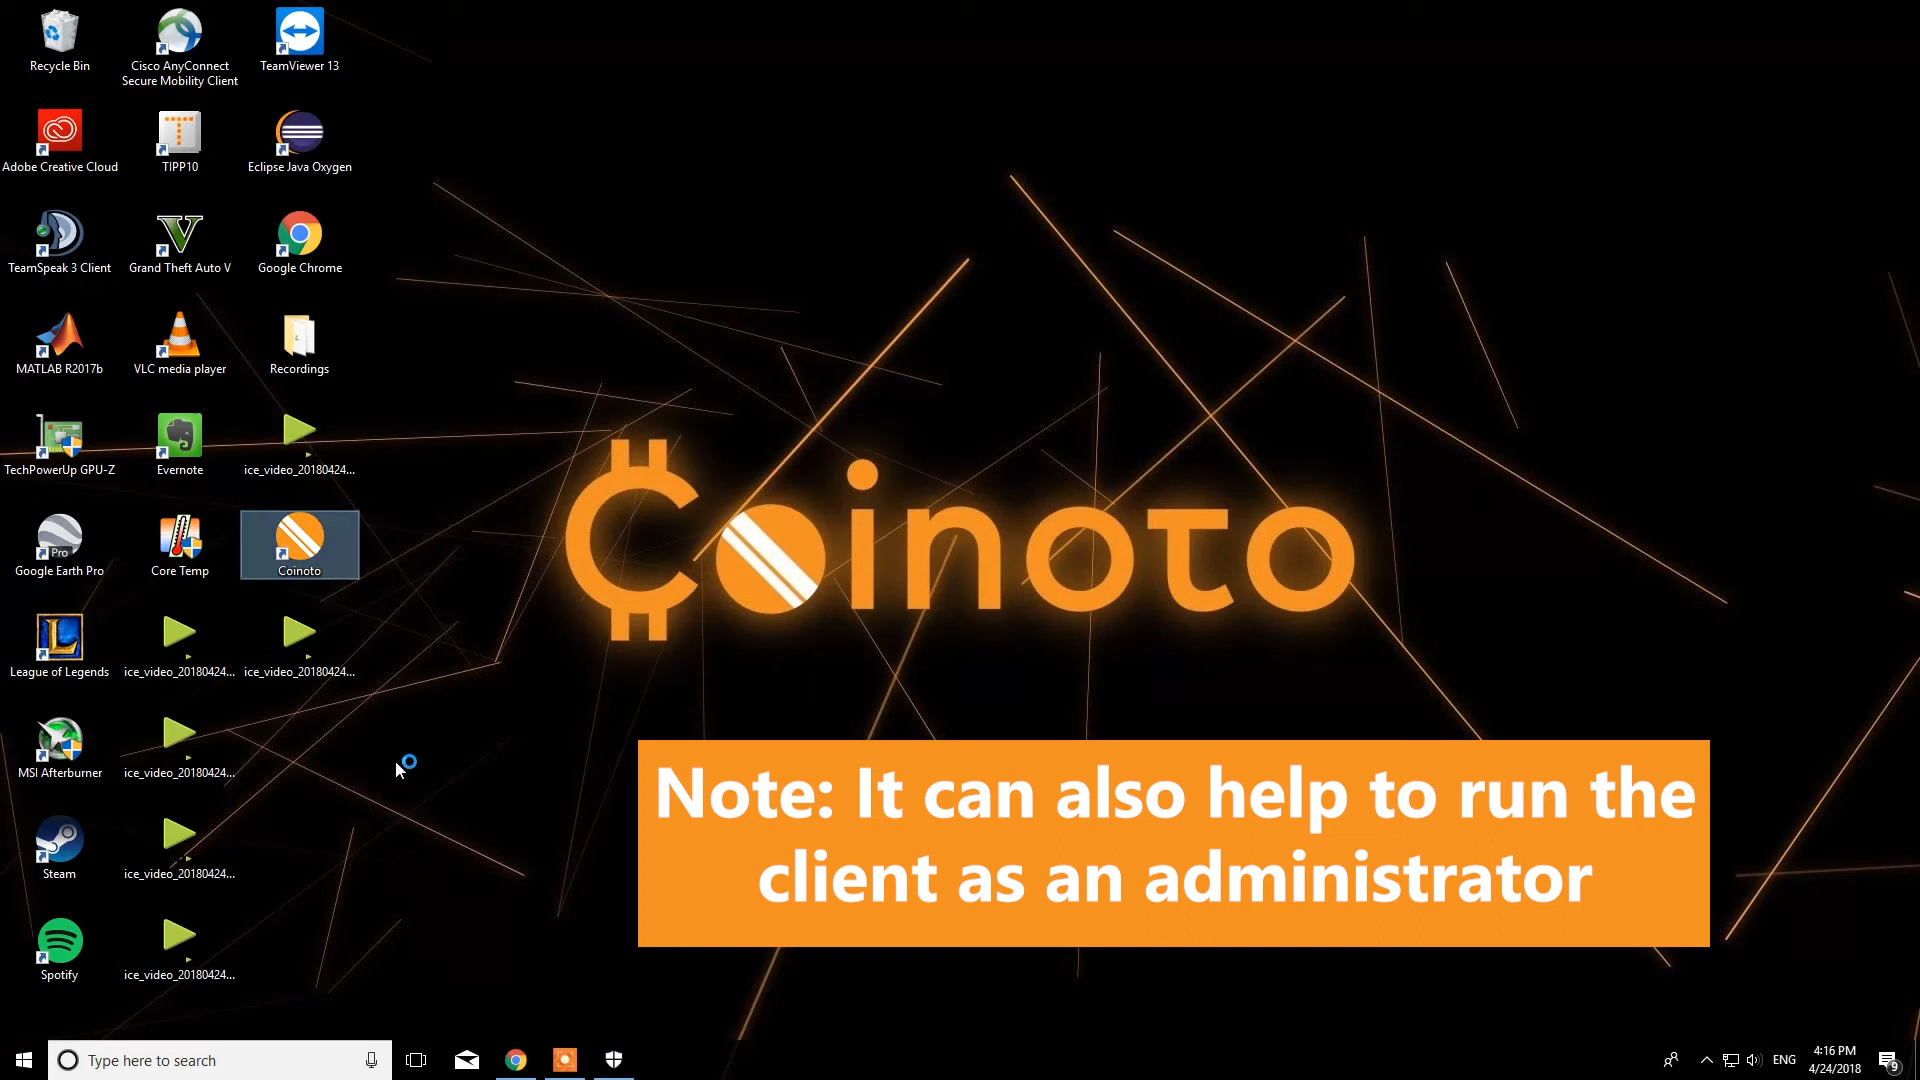 Recycle Bin
Cisco AnyConnect
Secure Mobility Client
TeamViewer 13
Adobe Creative Cloud
TIPP10
Eclipse Java Oxygen
TeamSpeak 3 Client
Grand Theft Auto V
Google Chrome
MATLAB R2017b
VLC media player
Recordings
TechPowerUp GPU-Z
Evernote
ice_video_20180424...
Pro
Google Earth Pro
Core Temp
Coinoto
Coinoto
League of Legends
ice_video_20180424...
ice_video_20180424...
MSI Afterburner
ice_video_20180424...
Note: It can also help to run the
client as an administrator
Steam
ice_video_20180424...
Spotify
ice_video_20180424...
Type here to search
ENG
4:16 PM
4/24/2018
9